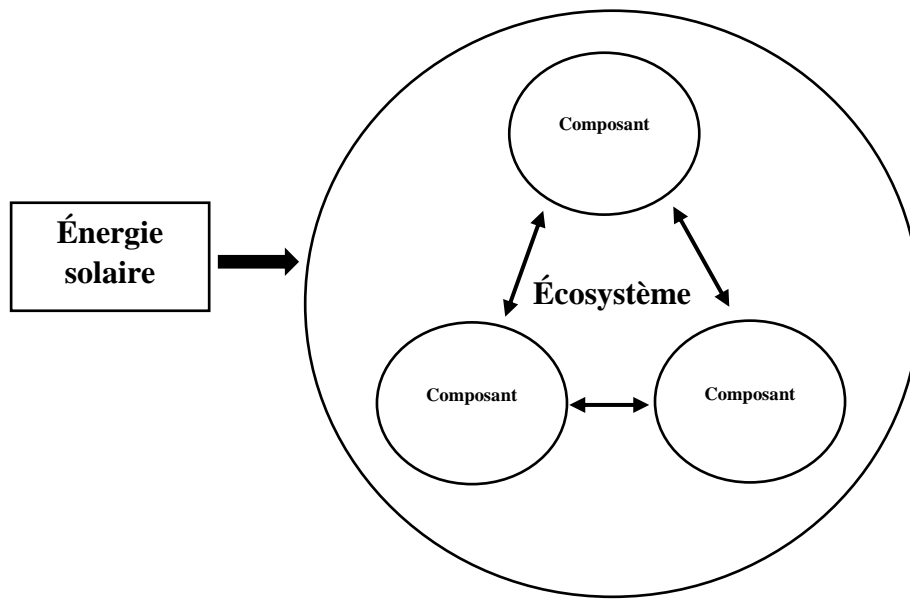 Composant
Énergie
solaire
Écosystème
Composant
Composant